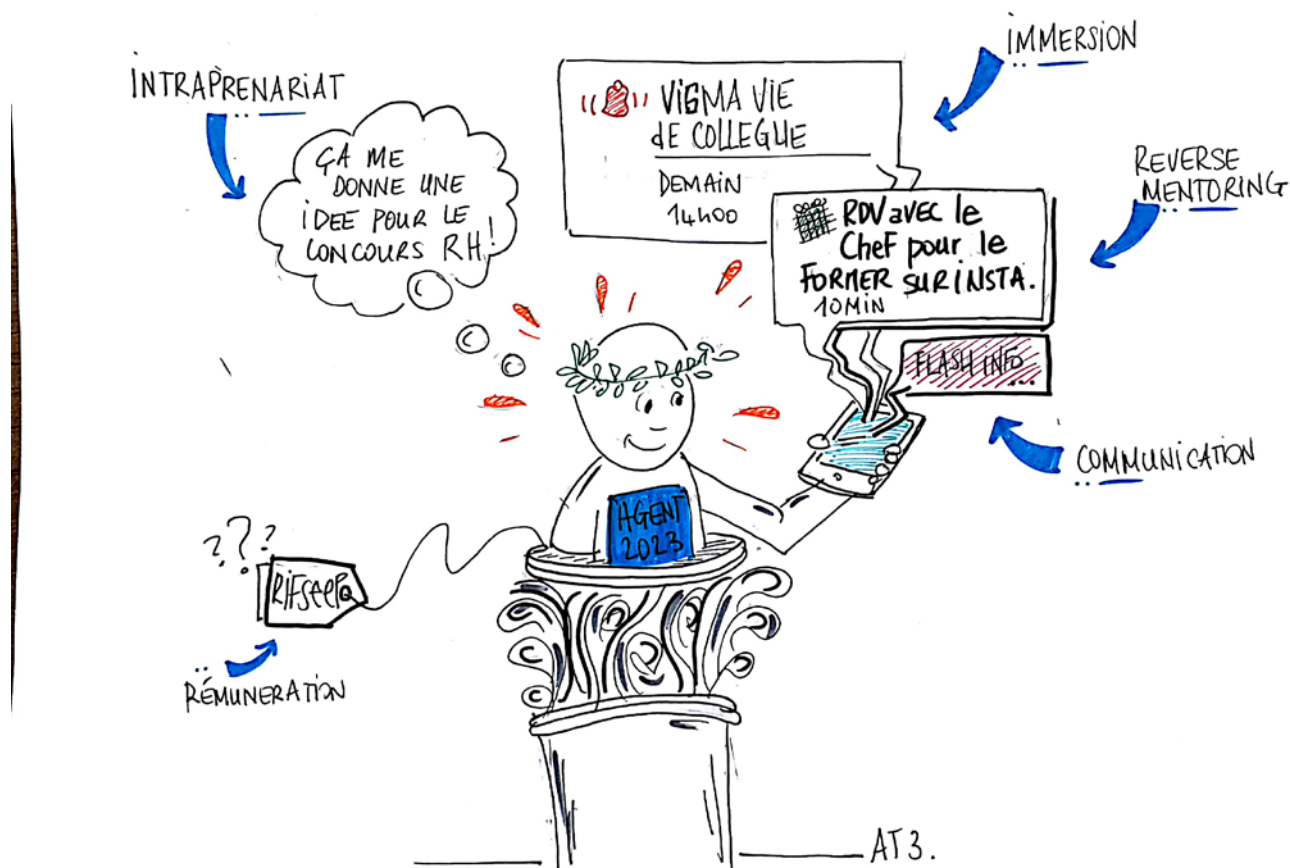 INTRAPRENARIAT
ÇA ME
DONNE UNE
IDEE POUR LE
CONCOURS RH!
VIGMA VIE
dE COLLEGUE
DEMAIN
14h00
IMMERSION
RDV avec le
Chef pour le
FORMER SUR INSTA.
10MIN
REVERSE
MENTORING
FLASH INFO
...
COMMUNICATION
AGENT
2023
???
RIFSEEP
RÉMUNERATION
AT3.